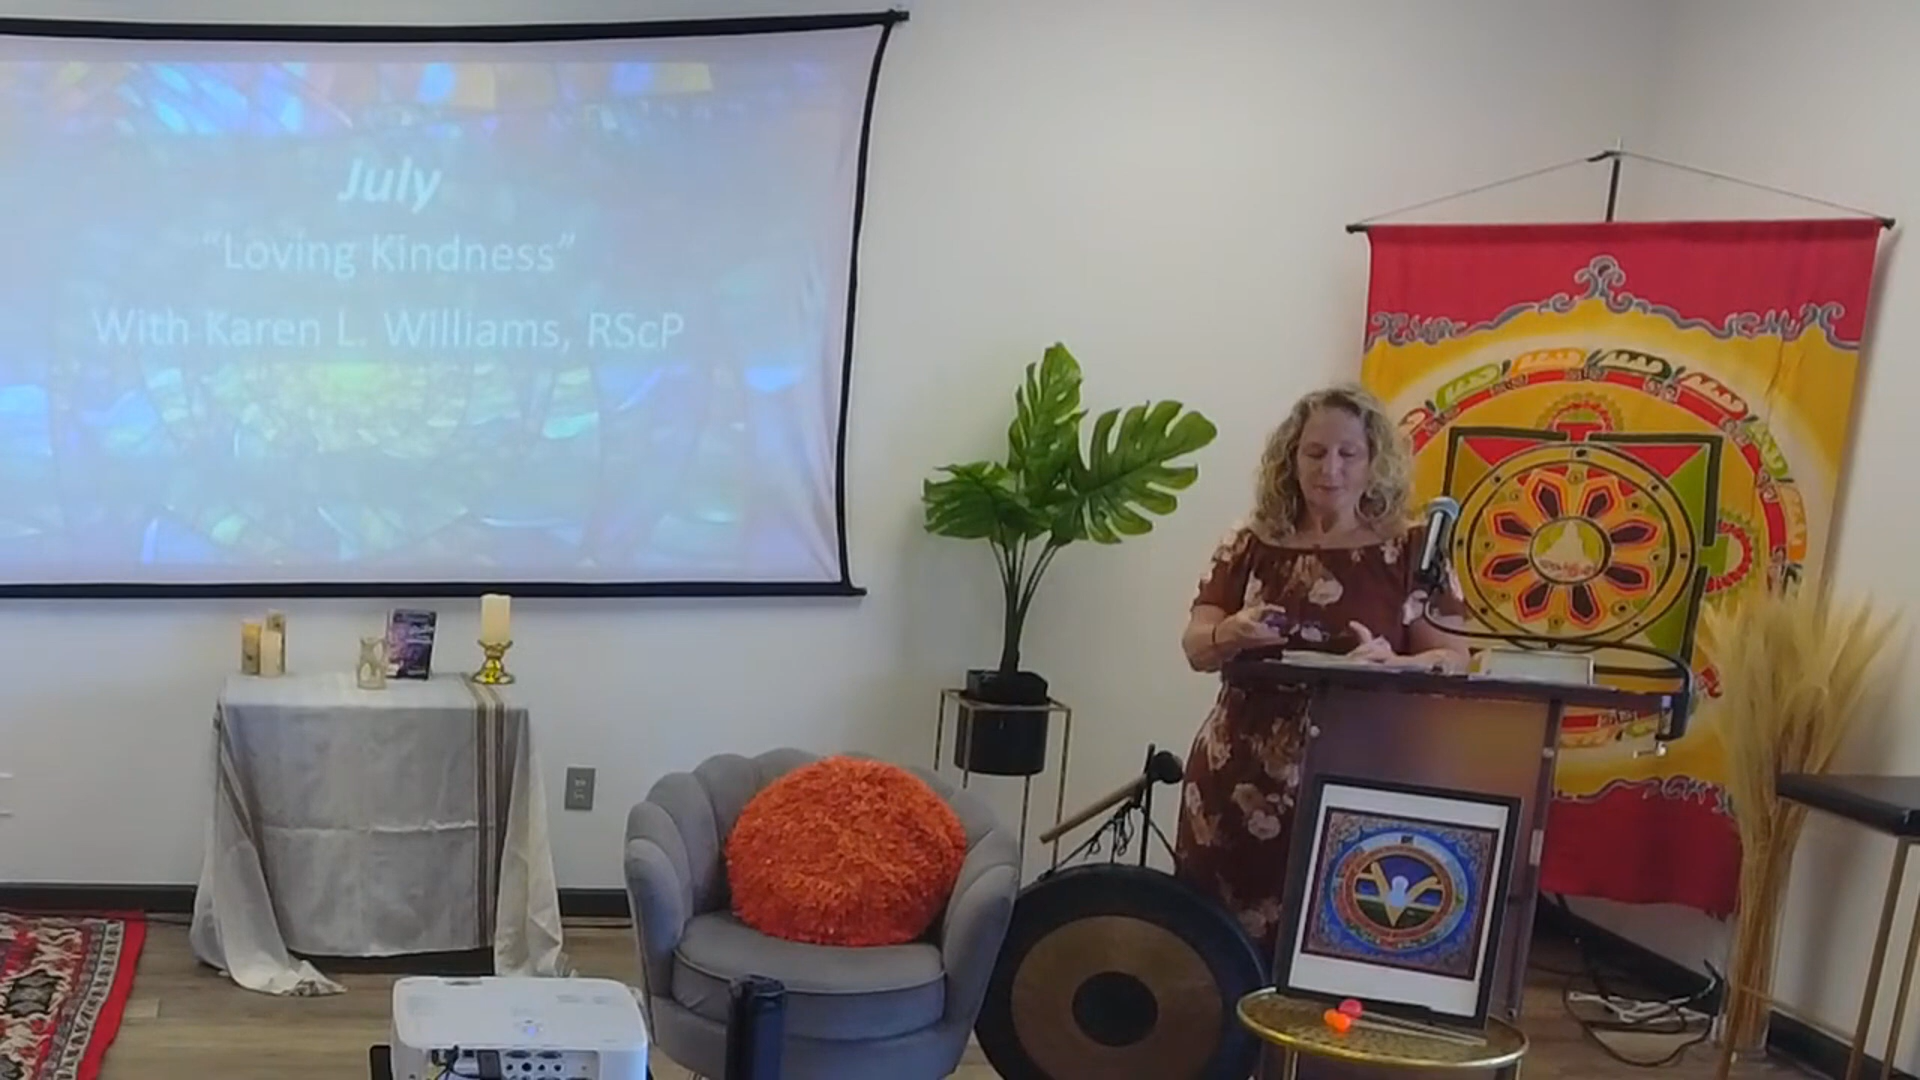 July
“Loving Kindness”
With Karen L. Williams, RScP